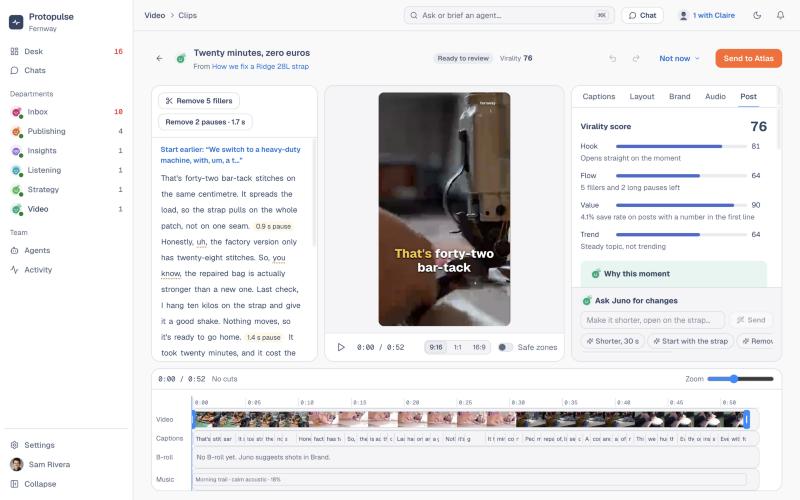 Protopulse
Fernway
Desk 16
Chats
Departments
Inbox 10
Publishing 4
Insights 1
Listening 1
Strategy 1
Video 1
Team
Agents
Activity
Settings
Sam Rivera
Collapse
Video > Clips
Ask or brief an agent...
⌘K
Chat
1 with Claire
Twenty minutes, zero euros
From How we fix a Ridge 28L strap
Ready to review
Virality 76
Not now
Send to Atlas
Remove 5 fillers
Remove 2 pauses · 1.7 s
Start earlier: “We switch to a heavy-duty
machine, with, um, a t...”
That's forty-two bar-tack stitches on
the same centimetre. It spreads the
load, so the strap pulls on the whole
patch, not on one seam. 0.9 s pause
Honestly, uh, the factory version only
has twenty-eight stitches. So, you
know, the repaired bag is actually
stronger than a new one. Last check,
I hang ten kilos on the strap and give
it a good shake. Nothing moves, so
it's ready to go home. 1.4 s pause It
took twenty minutes, and it cost the
fernway
That's forty-two
bar-tack
0:00 / 0:52
9:16 1:1 16:9
Safe zones
Captions Layout Brand Audio Post
Virality score 76
Hook 81
Opens straight on the moment
Flow 64
5 fillers and 2 long pauses left
Value 90
4.1% save rate on posts with a number in the first line
Trend 64
Steady topic, not trending
Why this moment
Ask Juno for changes
Make it shorter, open on the strap...
Send
Shorter, 30 s
Start with the strap
Remov
0:00 / 0:52 No cuts
Zoom
0:00 0:05 0:10 0:15 0:20 0:25 0:30 0:35 0:40 0:45 0:50
Video
Captions
B-roll
No B-roll yet. Juno suggests shots in Brand.
Music
Morning trail · calm acoustic · 18%